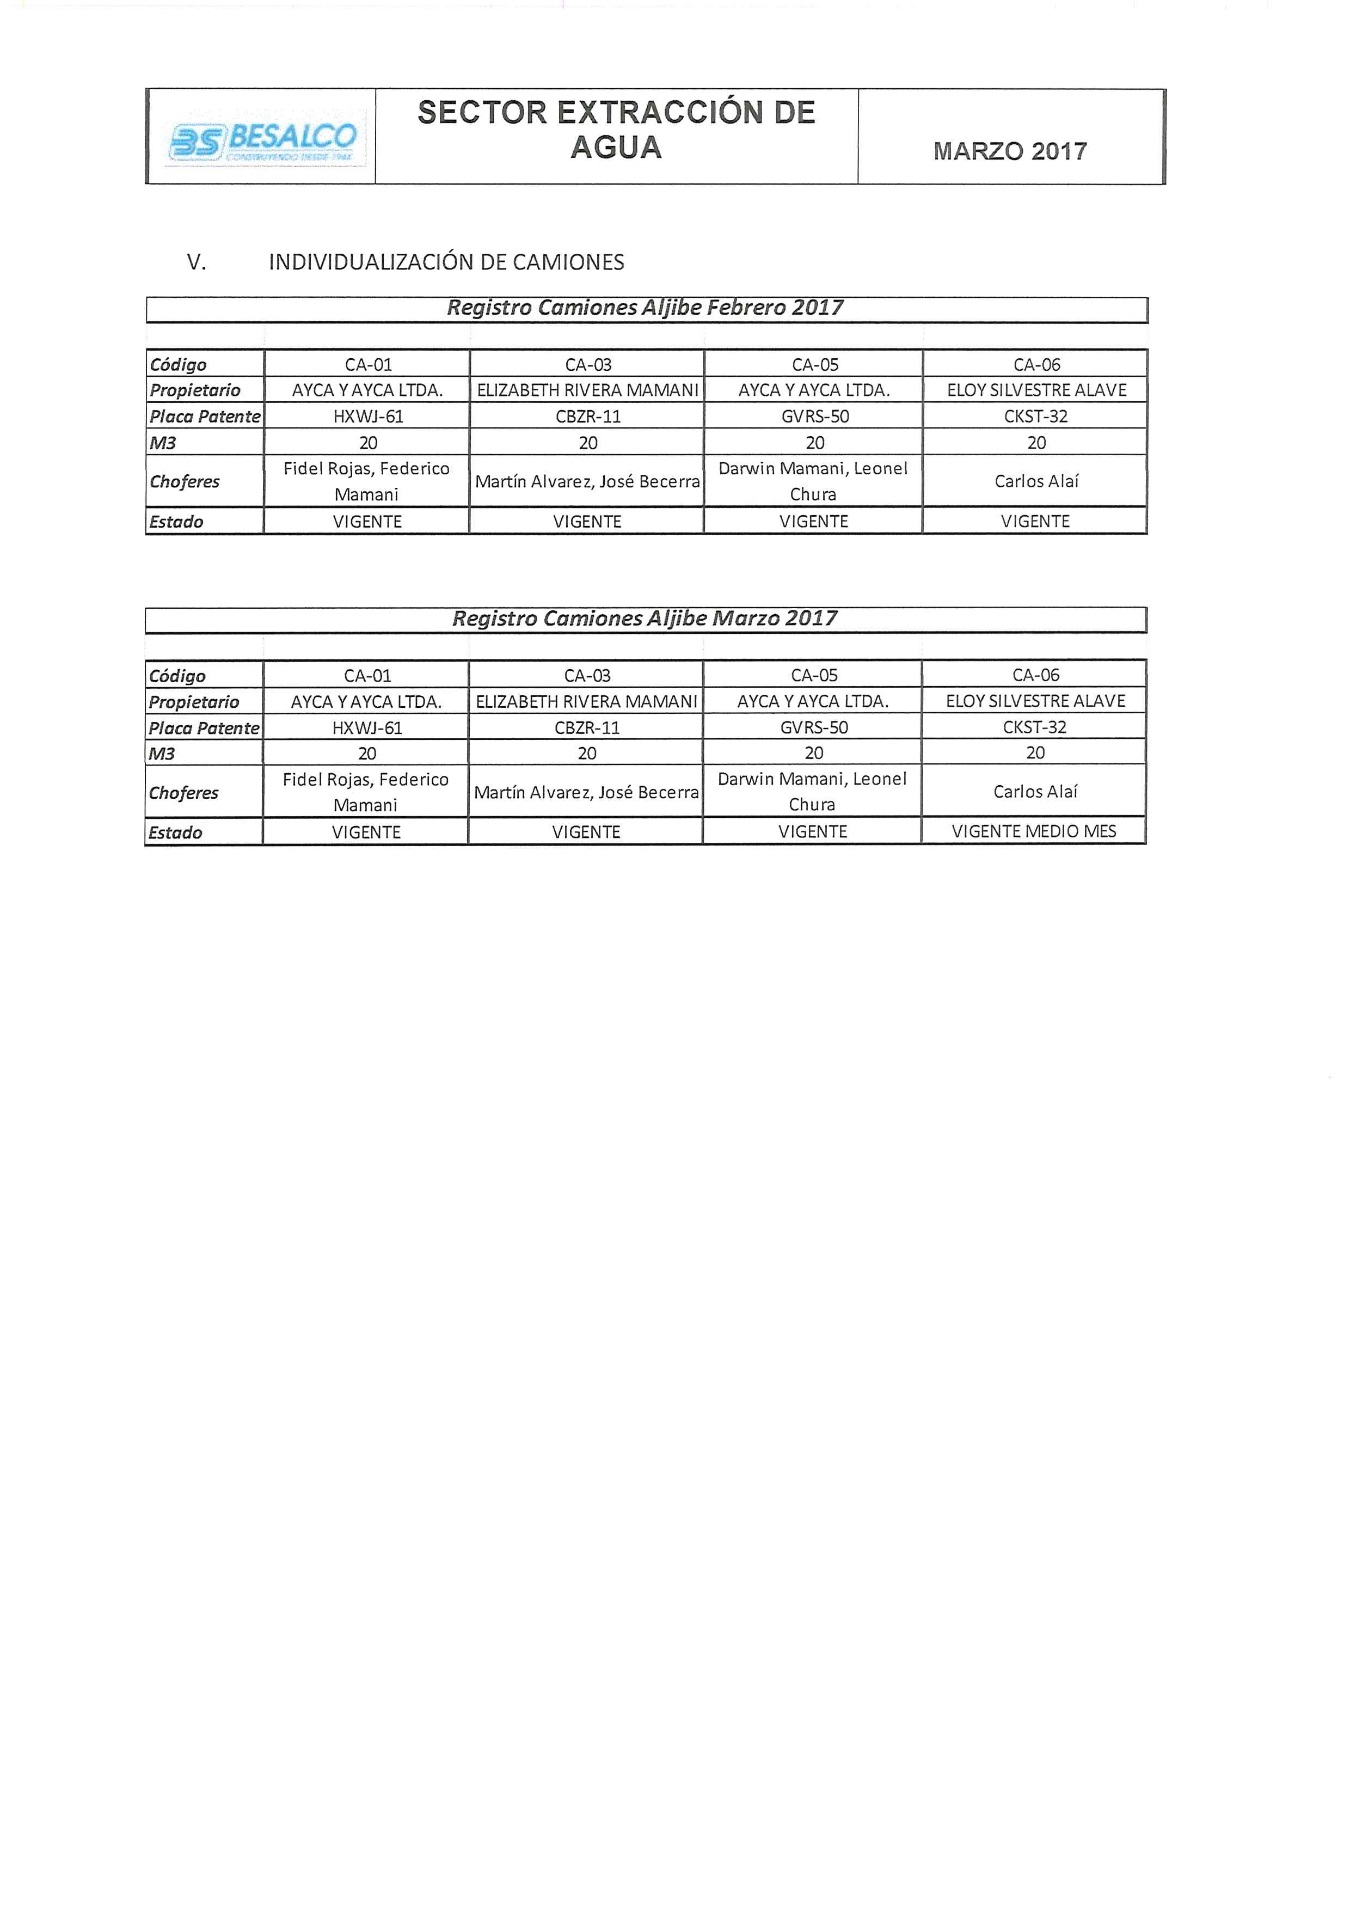 BS BESALCO
CONSTRUYENDO DESDE 1944
SECTOR EXTRACCIÓN DE
AGUA
MARZO 2017
V. INDIVIDUALIZACIÓN DE CAMIONES
Registro Camiones Aljibe Febrero 2017
Código CA-01 CA-03 CA-05 CA-06
Propietario AYCA Y AYCA LTDA. ELIZABETH RIVERA MAMANI AYCA Y AYCA LTDA. ELOY SILVESTRE ALAVE
Placa Patente HXWJ-61 CBZR-11 GVRS-50 CKST-32
M3 20 20 20 20
Choferes Fidel Rojas, Federico Mamani Martín Alvarez, José Becerra Darwin Mamani, Leonel Chura Carlos Alaí
Estado VIGENTE VIGENTE VIGENTE VIGENTE
Registro Camiones Aljibe Marzo 2017
Código CA-01 CA-03 CA-05 CA-06
Propietario AYCA Y AYCA LTDA. ELIZABETH RIVERA MAMANI AYCA Y AYCA LTDA. ELOY SILVESTRE ALAVE
Placa Patente HXWJ-61 CBZR-11 GVRS-50 CKST-32
M3 20 20 20 20
Choferes Fidel Rojas, Federico Mamani Martín Alvarez, José Becerra Darwin Mamani, Leonel Chura Carlos Alaí
Estado VIGENTE VIGENTE VIGENTE VIGENTE MEDIO MES